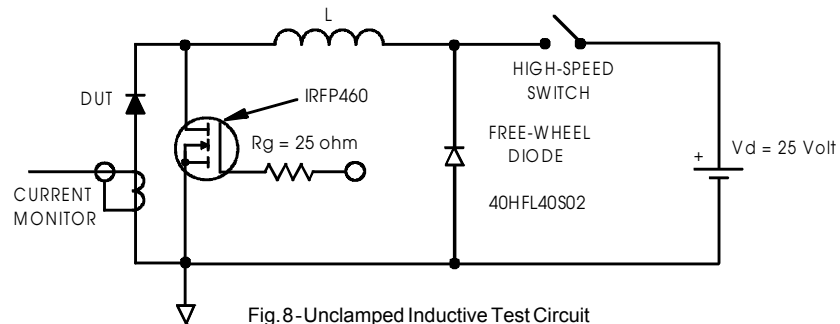 L
HIGH-SPEED
SWITCH
DUT
IRFP460
Rg = 25 ohm
FREE-WHEEL
DIODE
40HFL40S02
+
Vd = 25 Volt
CURRENT
MONITOR
Fig. 8 - Unclamped Inductive Test Circuit